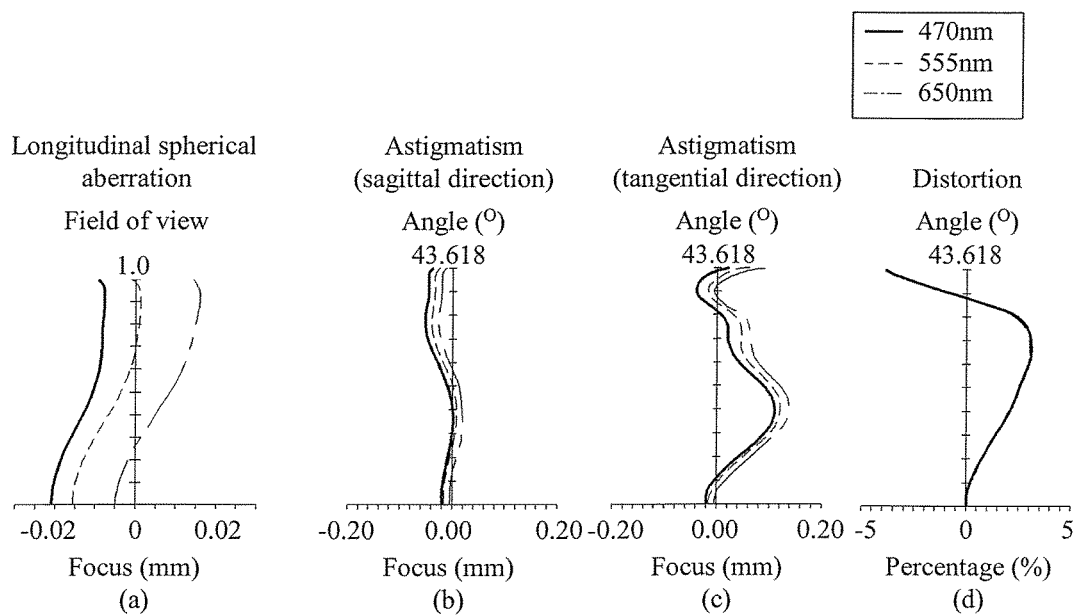 470nm
555nm
650nm
Longitudinal spherical
aberration
Field of view
1.0
-0.02 0.00 0.02
Focus (mm)
(a)
Astigmatism
(sagittal direction)
Angle (O)
43.618
-0.20 0.00 0.20
Focus (mm)
(b)
Astigmatism
(tangential direction)
Angle (O)
43.618
-0.20 0.00 0.20
Focus (mm)
(c)
Distortion
Angle (O)
43.618
-5 0 5
Percentage (%)
(d)